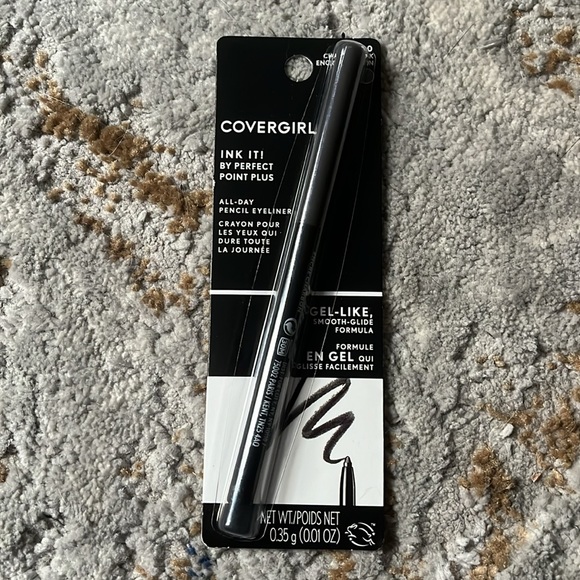 COVERGIRL
INK IT!
BY PERFECT
POINT PLUS
ALL-DAY
PENCIL EYELINER
CRAYON POUR
LES YEUX QUI
DURE TOUTE
LA JOURNÉE
GEL-LIKE,
SMOOTH-GLIDE
FORMULA
FORMULE
EN GEL QUI
GLISSE FACILEMENT
NET WT./POIDS NET
0.35 g (0.01 OZ)